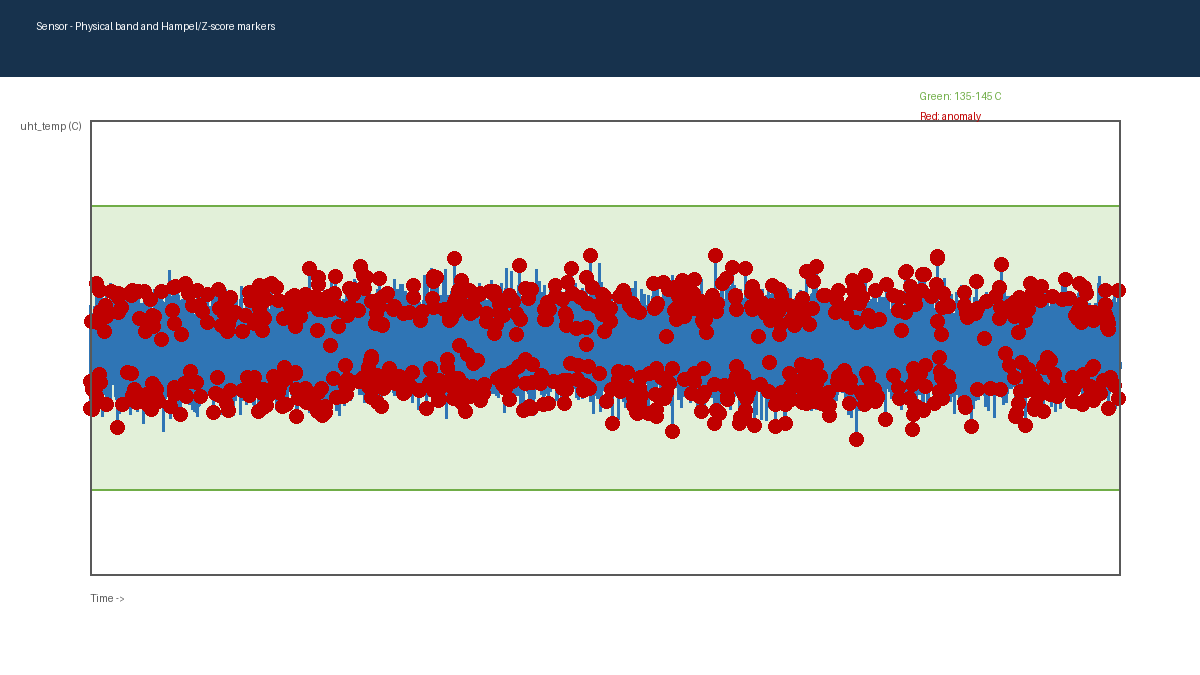 Sensor - Physical band and Hampel/Z-score markers
Green: 135-145 C
Red: anomaly
uht_temp (C)
Time ->